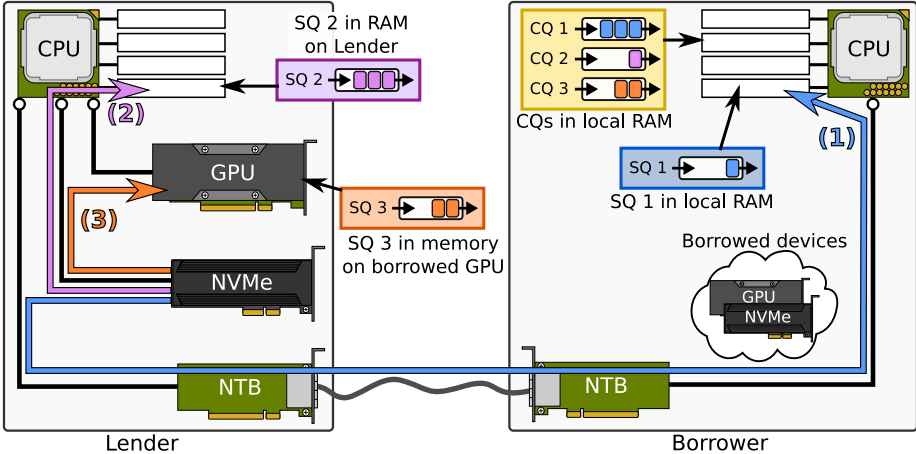 CPU
SQ 2 in RAM
on Lender
SQ 2
(2)
GPU
SQ 3
SQ 3 in memory
on borrowed GPU
(3)
NVMe
NTB
Lender
CQ 1
CQ 2
CQ 3
CQs in local RAM
CPU
(1)
SQ 1
SQ 1 in local RAM
Borrowed devices
GPU
NVMe
NTB
Borrower